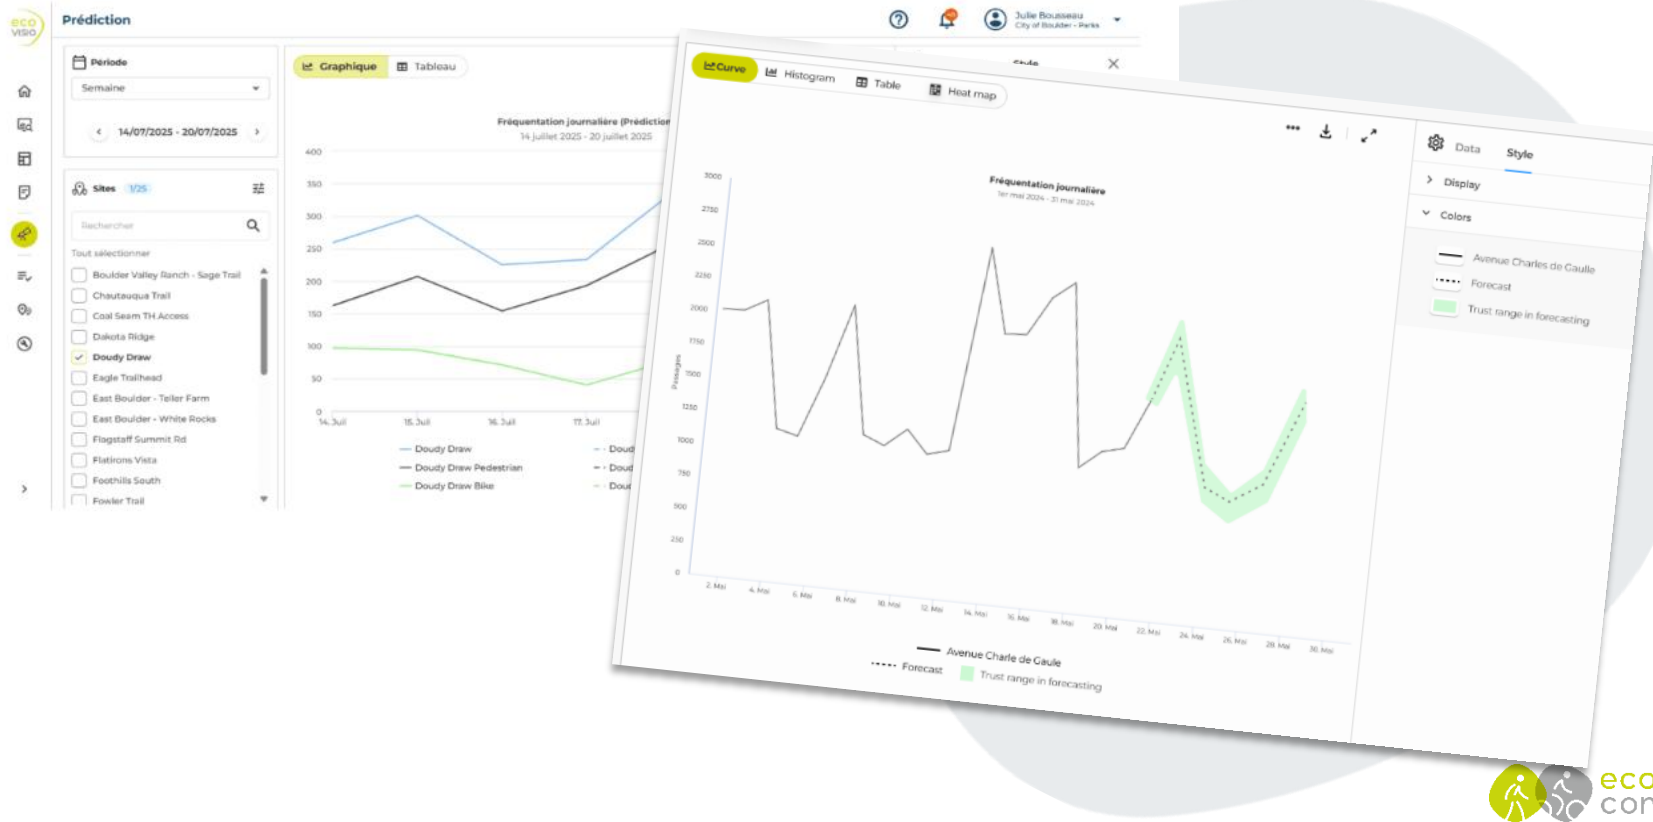 eco
VISIO
Prédiction
Julie Bousseau
City of Boulder - Parks
Période
Semaine
14/07/2025 - 20/07/2025
Sites 1/25
Rechercher
Tout sélectionner
Boulder Valley Ranch - Sage Trail
Chautauqua Trail
Coal Seam TH Access
Dakota Ridge
Doudy Draw
Eagle Trailhead
East Boulder - Teller Farm
East Boulder - White Rocks
Flagstaff Summit Rd
Flatirons Vista
Foothills South
Fowler Trail
Graphique
Tableau
Style
Fréquentation journalière (Prédiction
14 juillet 2025 - 20 juillet 2025
400
350
300
250
200
150
100
50
0
14. Juil
15. Juil
16. Juil
17. Juil
Doudy Draw
Doudy Draw Pedestrian
Doudy Draw Bike
Doud
Doud
Doud
Curve
Histogram
Table
Heat map
Fréquentation journalière
1er mai 2024 - 31 mai 2024
Passages
3000
2750
2500
2250
2000
1750
1500
1250
1000
750
500
250
0
2. Mai
4. Mai
6. Mai
8. Mai
10. Mai
12. Mai
14. Mai
16. Mai
18. Mai
20. Mai
22. Mai
24. Mai
26. Mai
28. Mai
30. Mai
Avenue Charle de Gaule
Forecast
Trust range in forecasting
Data
Style
Display
Colors
Avenue Charles de Gaulle
Forecast
Trust range in forecasting
eco
con